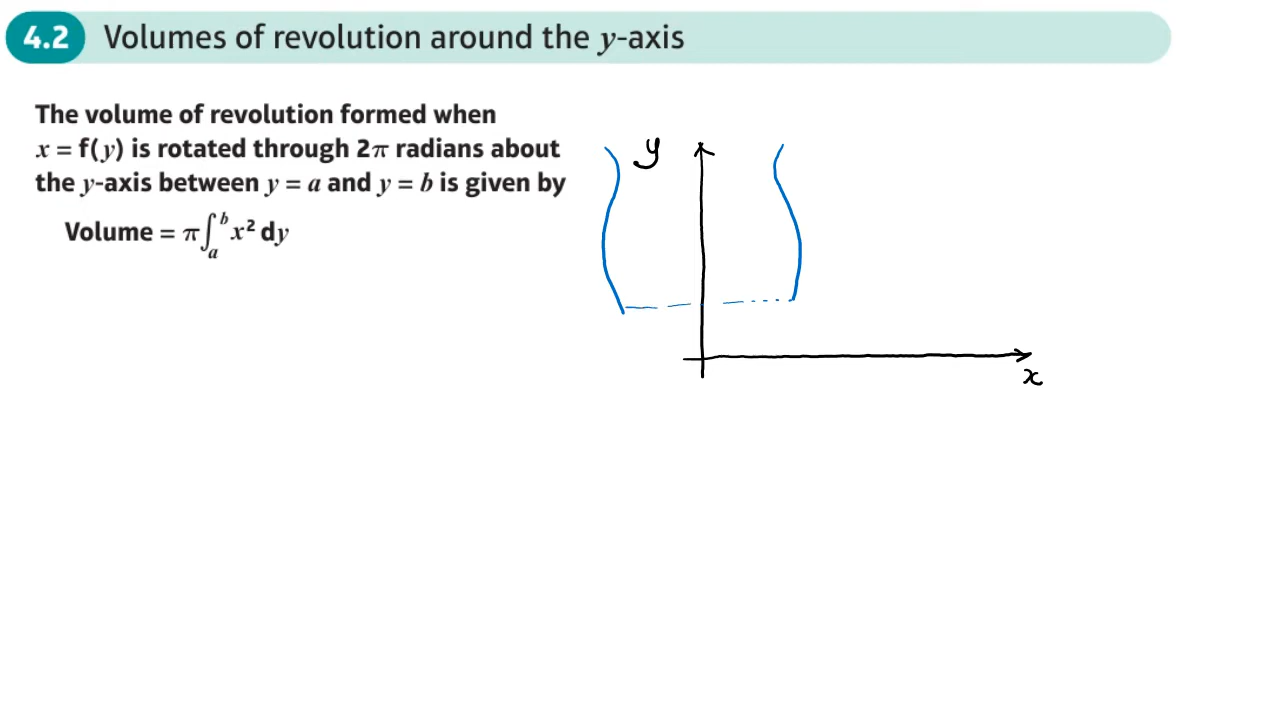 4.2 Volumes of revolution around the y-axis
The volume of revolution formed when
x = f(y) is rotated through 2π radians about
the y-axis between y = a and y = b is given by
Volume = π∫ₐᵇ x² dy
y
x